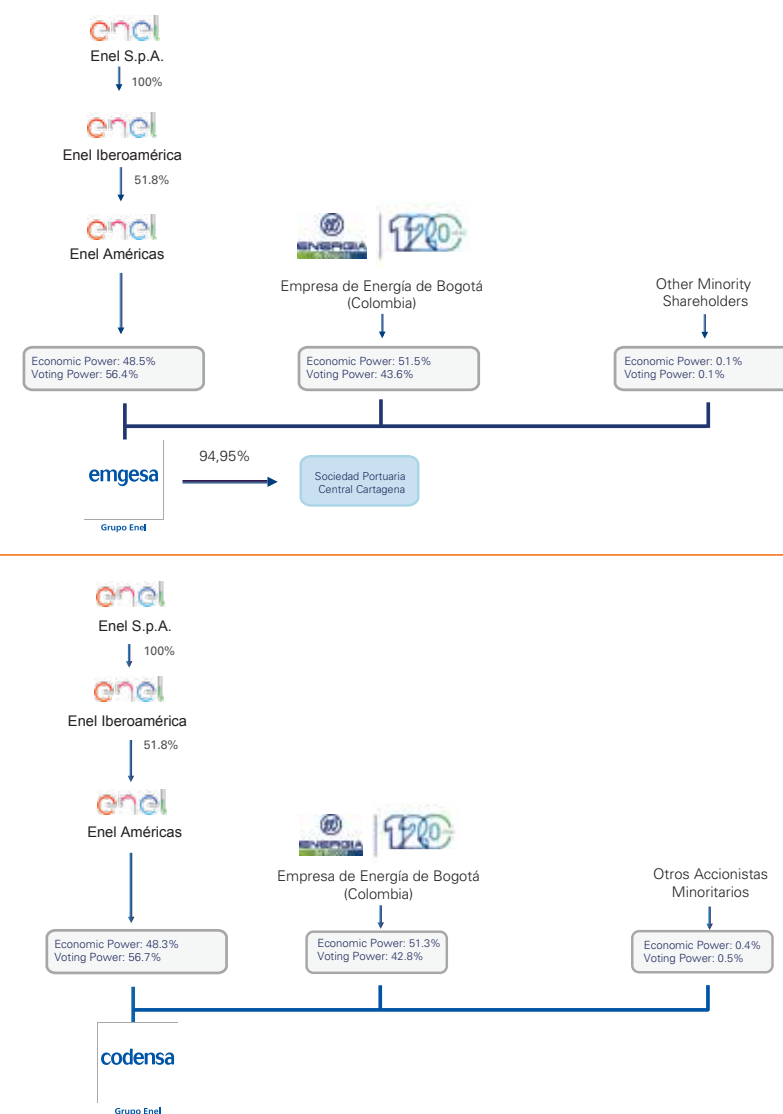 enel
Enel S.p.A.
100%
enel
Enel Iberoamérica
51.8%
enel
Enel Américas
ENERGIA
120
Empresa de Energía de Bogotá
(Colombia)
Other Minority
Shareholders
Economic Power: 48.5%
Voting Power: 56.4%
Economic Power: 51.5%
Voting Power: 43.6%
Economic Power: 0.1%
Voting Power: 0.1%
emgesa
Grupo Enel
94,95%
Sociedad Portuaria
Central Cartagena
enel
Enel S.p.A.
100%
enel
Enel Iberoamérica
51.8%
enel
Enel Américas
ENERGIA
120
Empresa de Energía de Bogotá
(Colombia)
Otros Accionistas
Minoritarios
Economic Power: 48.3%
Voting Power: 56.7%
Economic Power: 51.3%
Voting Power: 42.8%
Economic Power: 0.4%
Voting Power: 0.5%
codensa
Grupo Enel